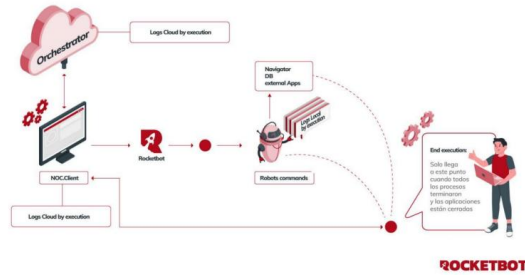 Orchestrator
Logs Cloud by execution
Navigator
DB
external Apps
Logs Local
by execution
Rocketbot
NOC.Client
Robots commands
Logs Cloud by execution
End execution:
Solo llega
a este punto
cuando todos
los procesos
terminaron
y las aplicaciones
están cerradas
ROCKETBOT